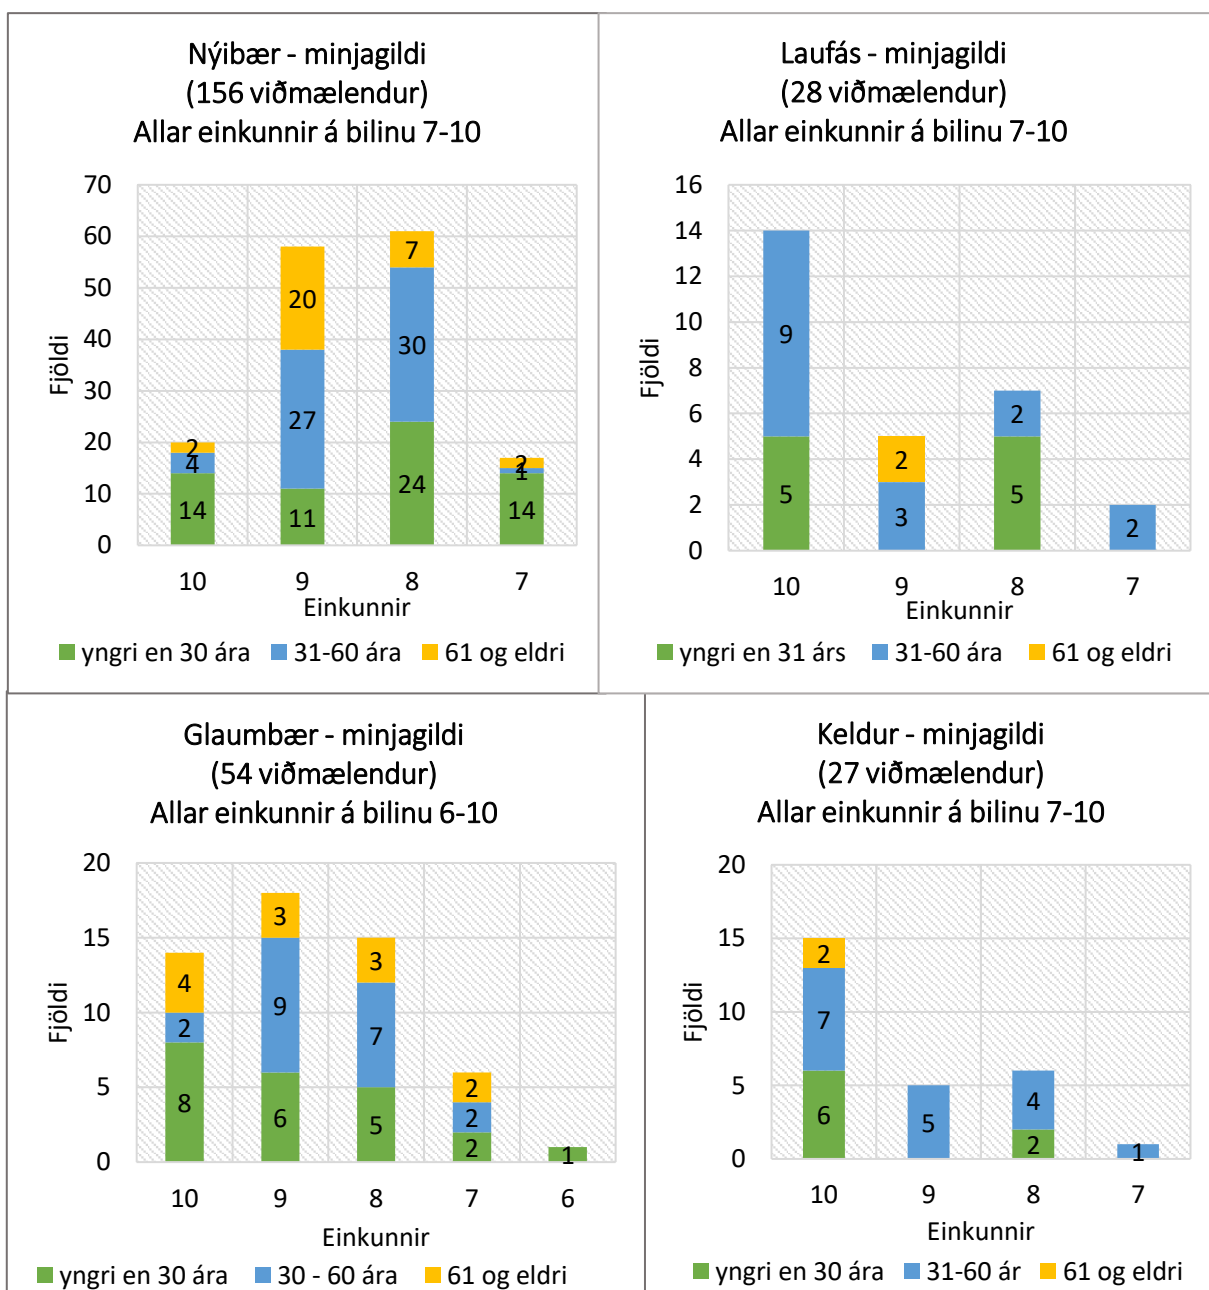 Nýibær - minjagildi
(156 viðmælendur)
Allar einkunnir á bilinu 7-10
70
60
50
40
30
20
10
0
Fjöldi
2
4
14
20
27
11
7
30
24
2
1
14
10 9 8 7
Einkunnir
yngri en 30 ára 31-60 ára 61 og eldri
Laufás - minjagildi
(28 viðmælendur)
Allar einkunnir á bilinu 7-10
16
14
12
10
8
6
4
2
0
Fjöldi
9
5
2
3
2
5
2
10 9 8 7
Einkunnir
yngri en 31 árs 31-60 ára 61 og eldri
Glaumbær - minjagildi
(54 viðmælendur)
Allar einkunnir á bilinu 6-10
20
15
10
5
0
Fjöldi
4
2
8
3
9
6
3
7
5
2
2
2
1
10 9 8 7 6
Einkunnir
yngri en 30 ára 30 - 60 ára 61 og eldri
Keldur - minjagildi
(27 viðmælendur)
Allar einkunnir á bilinu 7-10
20
15
10
5
0
Fjöldi
2
7
6
5
4
2
1
10 9 8 7
Einkunnir
yngri en 30 ára 31-60 ár 61 og eldri